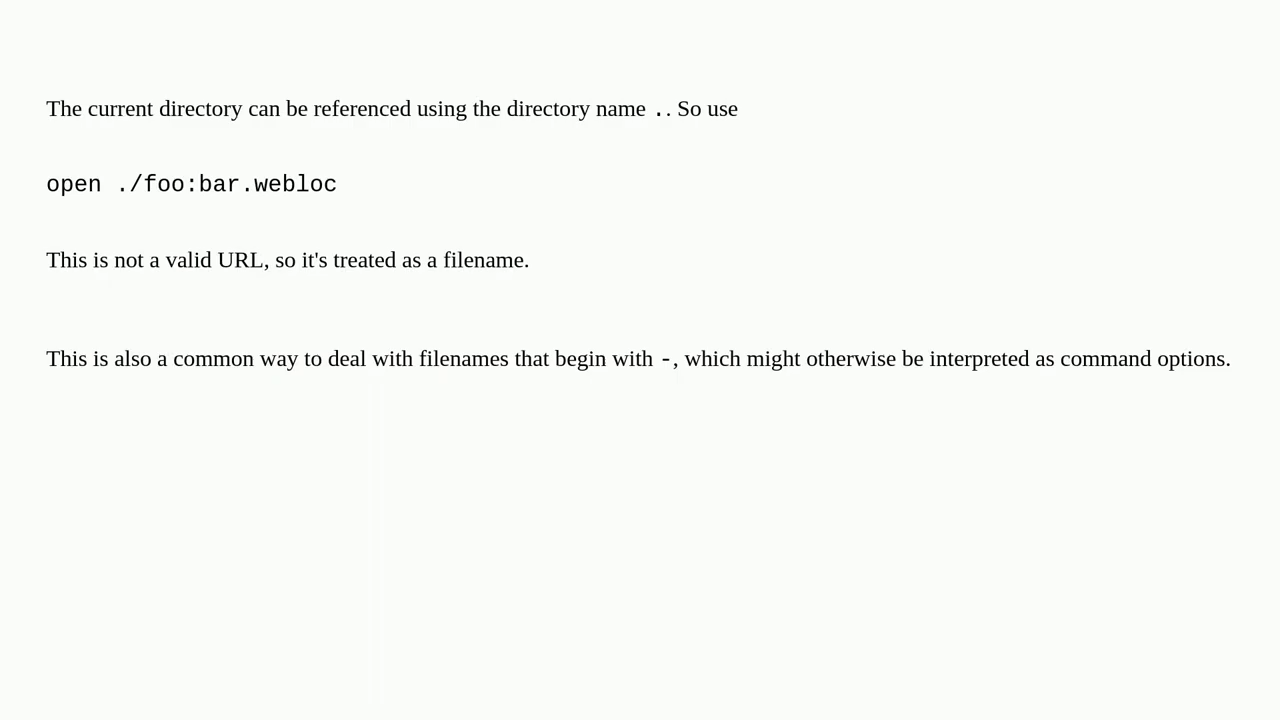 The current directory can be referenced using the directory name .. So use
open ./foo:bar.webloc
This is not a valid URL, so it's treated as a filename.
This is also a common way to deal with filenames that begin with -, which might otherwise be interpreted as command options.